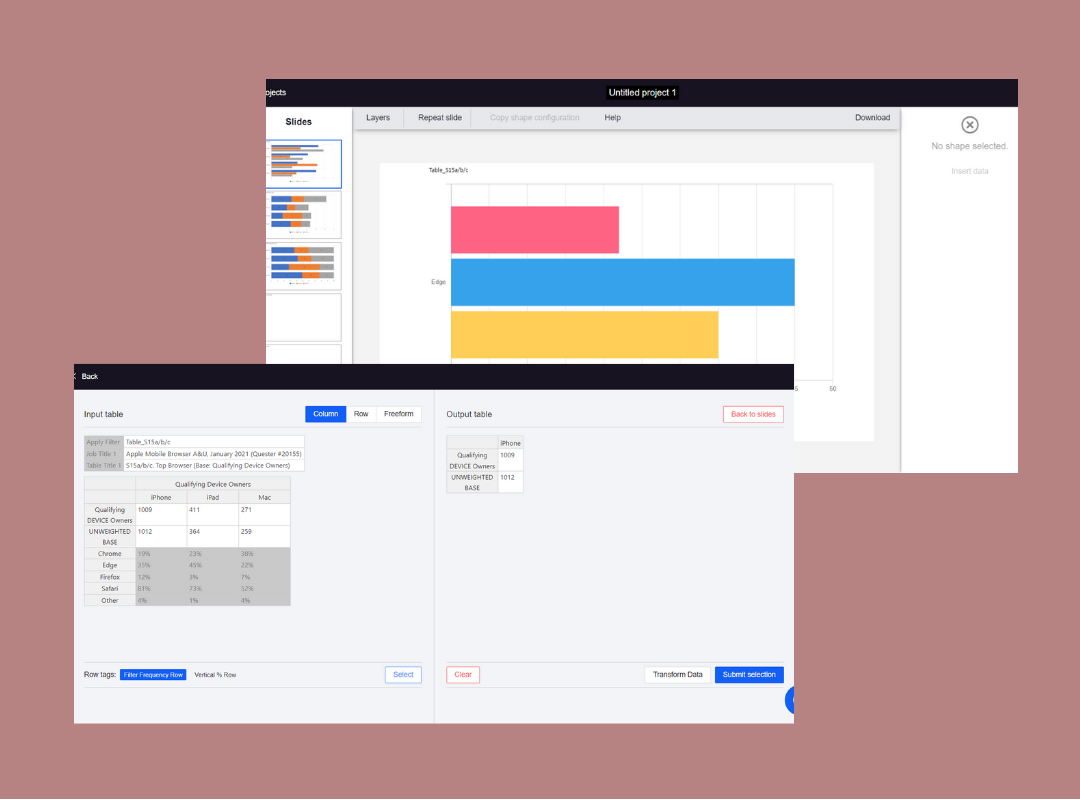 ojects
Untitled project 1
Slides
Layers
Repeat slide
Copy shape configuration
Help
Download
No shape selected.
Insert data
Table_S15a/b/c
Edge
5
50
Back
Input table
Column
Row
Freeform
Apply Filter Table_S15a/b/c
Job Title 1 Apple Mobile Browser A&U, January 2021 (Quester #20155)
Table Title 1 S15a/b/c. Top Browser (Base: Qualifying Device Owners)
Qualifying Device Owners
iPhone iPad Mac
Qualifying
DEVICE Owners 1009 411 271
UNWEIGHTED
BASE 1012 364 259
Chrome 19% 23% 38%
Edge 35% 45% 22%
Firefox 12% 3% 7%
Safari 81% 73% 52%
Other 4% 1% 4%
Row tags: Filter Frequency Row Vertical % Row
Select
Output table
Back to slides
iPhone
Qualifying
DEVICE Owners 1009
UNWEIGHTED
BASE 1012
Clear
Transform Data
Submit selection